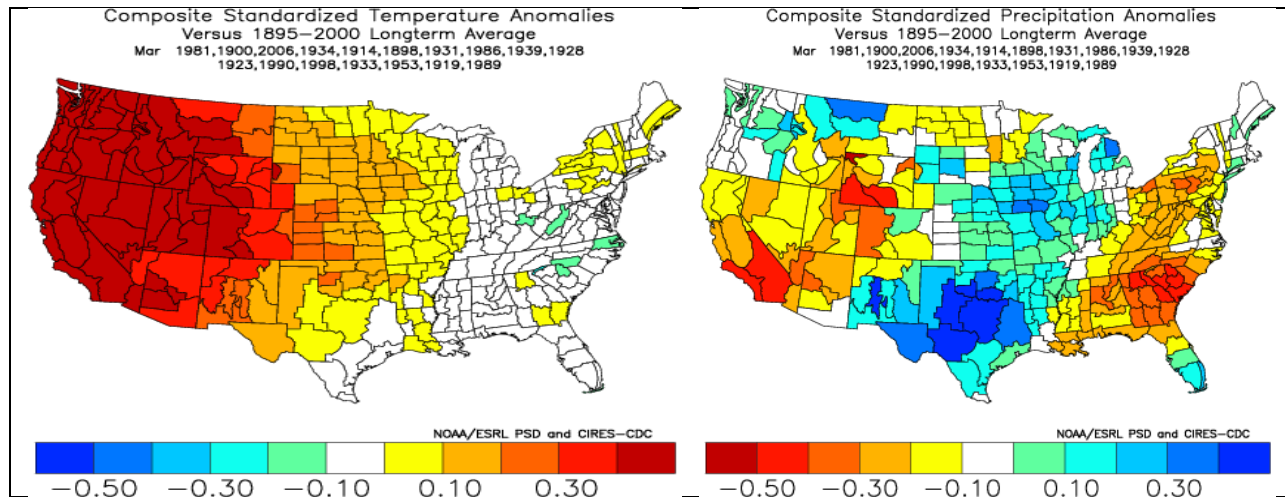 Composite Standardized Temperature Anomalies
Versus 1895-2000 Longterm Average
Mar 1981,1900,2006,1934,1914,1898,1931,1986,1939,1928
1923,1990,1998,1933,1953,1919,1989
NOAA/ESRL PSD and CIRES-CDC
-0.50 -0.30 -0.10 0.10 0.30
Composite Standardized Precipitation Anomalies
Versus 1895-2000 Longterm Average
Mar 1981,1900,2006,1934,1914,1898,1931,1986,1939,1928
1923,1990,1998,1933,1953,1919,1989
NOAA/ESRL PSD and CIRES-CDC
-0.50 -0.30 -0.10 0.10 0.30